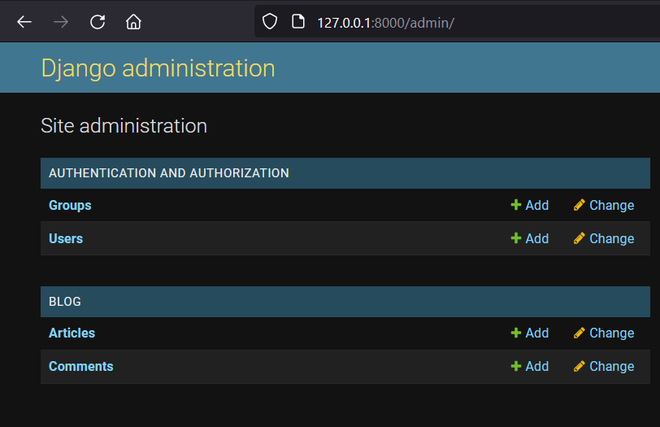 127.0.0.1:8000/admin/
Django administration
Site administration
AUTHENTICATION AND AUTHORIZATION
Groups Add Change
Users Add Change
BLOG
Articles Add Change
Comments Add Change